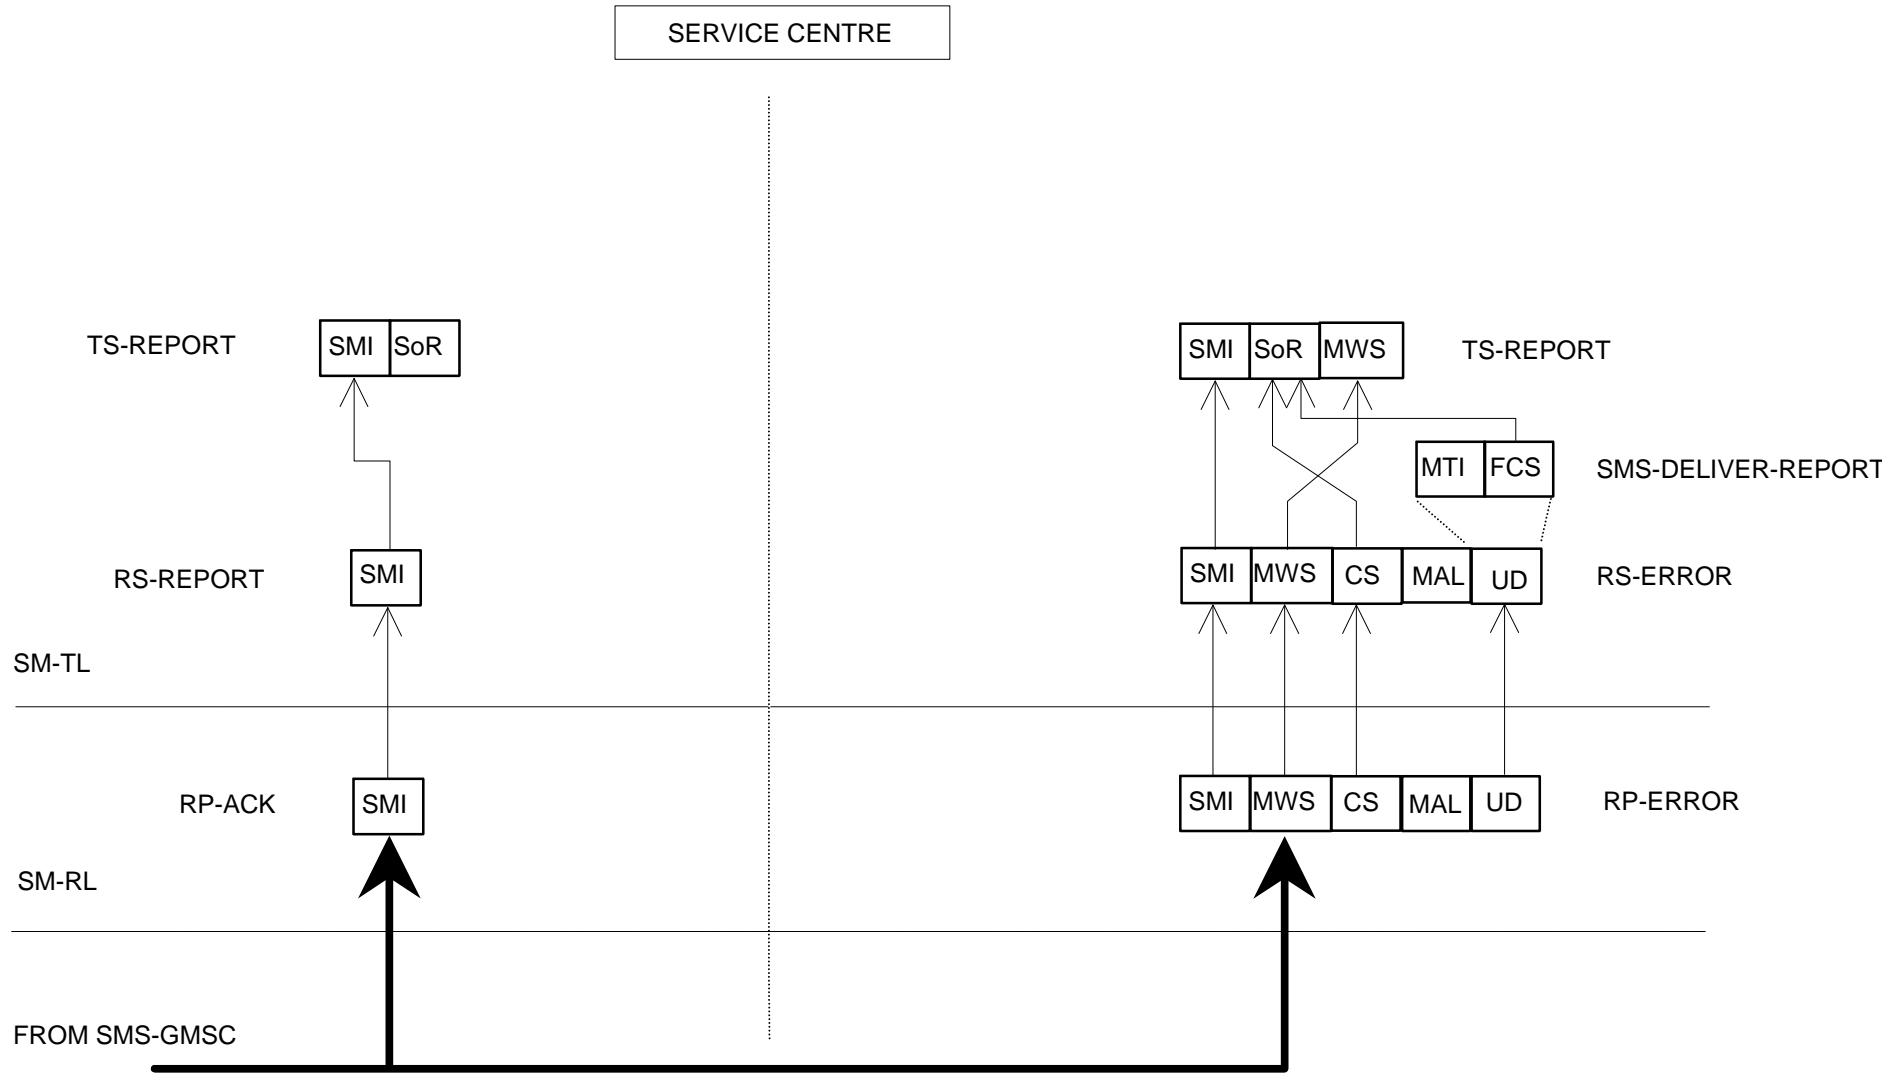 SERVICE CENTRE
TS-REPORT SMI SoR SMI SoR MWS TS-REPORT
MTI FCS SMS-DELIVER-REPORT
RS-REPORT SMI SMI MWS CS MAL UD RS-ERROR
SM-TL
RP-ACK SMI SMI MWS CS MAL UD RP-ERROR
SM-RL
FROM SMS-GMSC